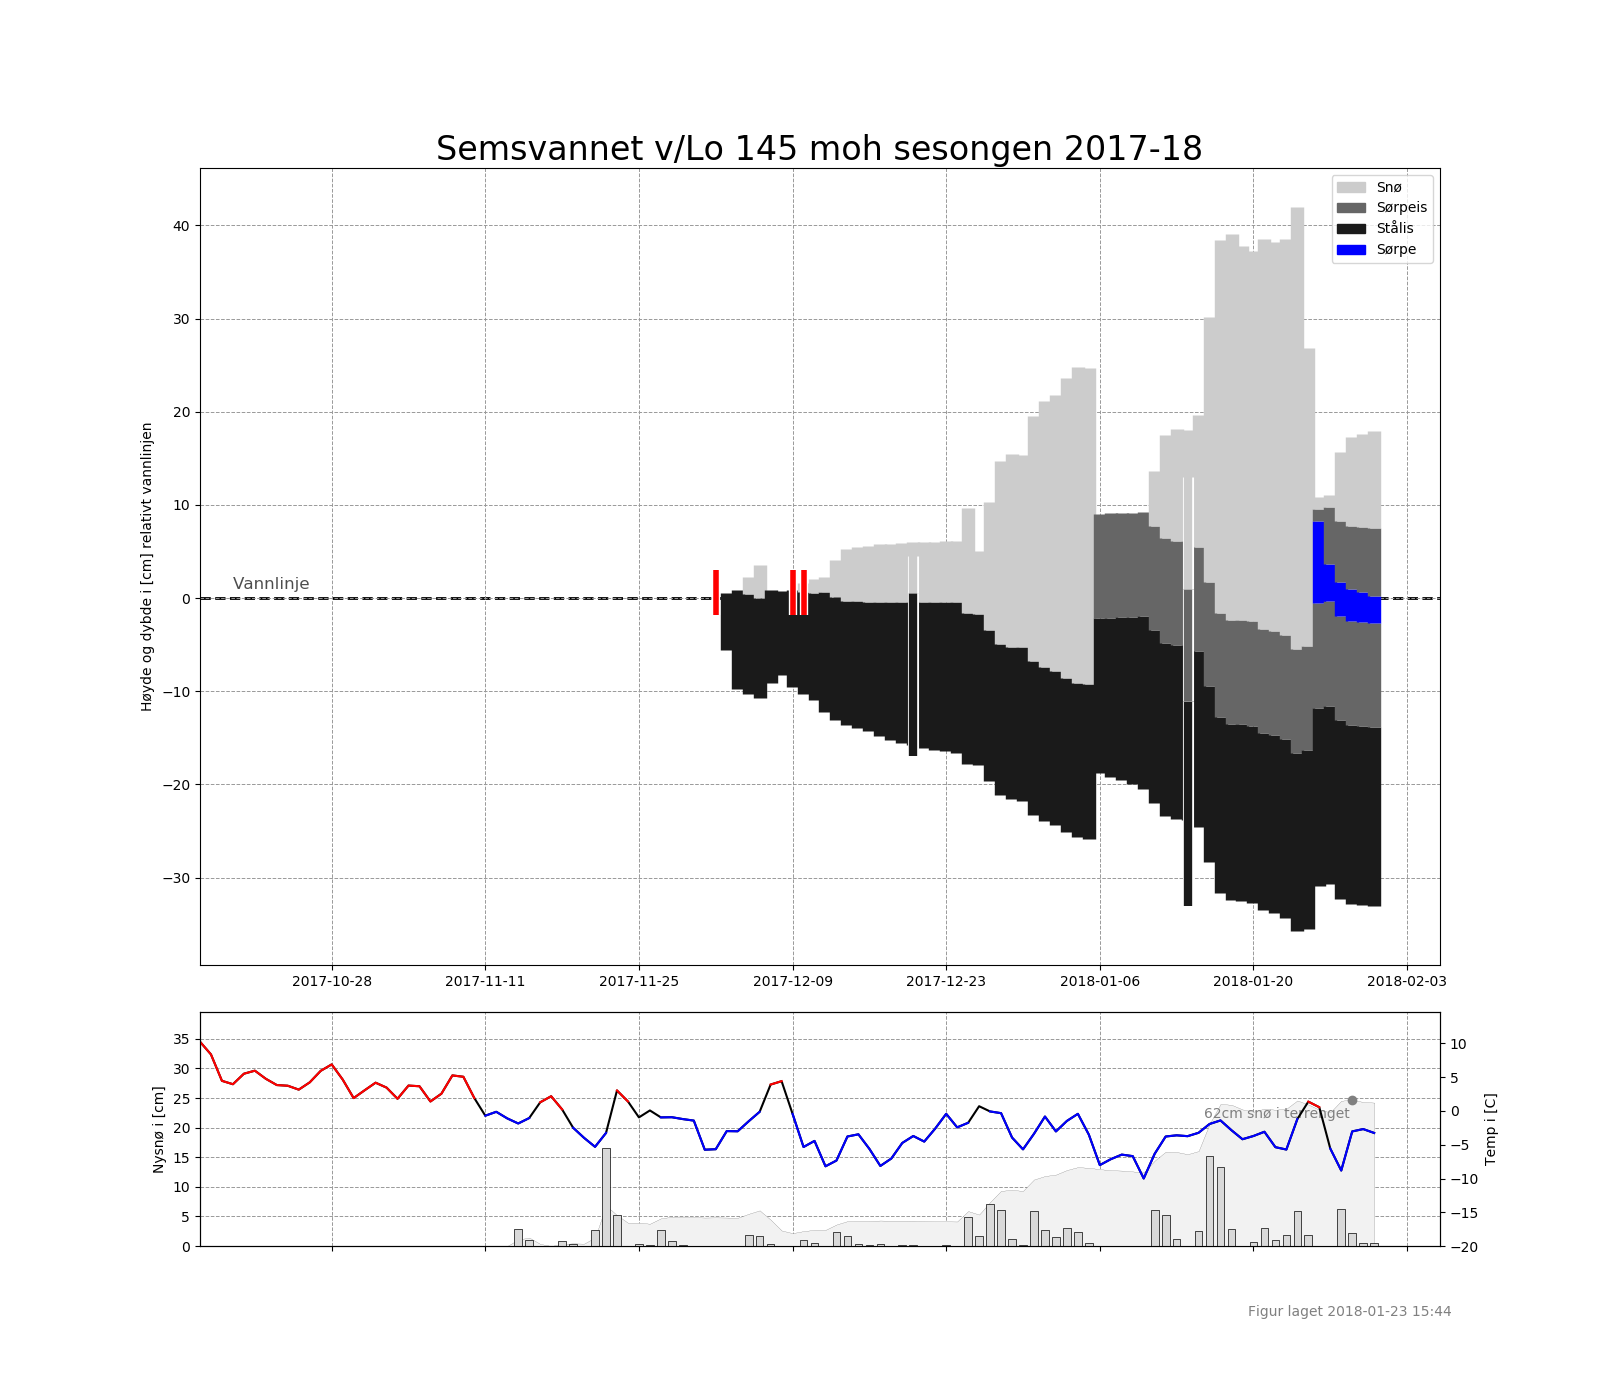 Semsvannet v/Lo 145 moh sesongen 2017-18
Snø
Sørpeis
Stålis
Sørpe
40
30
20
10
0
−10
−20
−30
Høyde og dybde i [cm] relativt vannlinjen
Vannlinje
2017-10-28 2017-11-11 2017-11-25 2017-12-09 2017-12-23 2018-01-06 2018-01-20 2018-02-03
35
30
25
20
15
10
5
0
Nysnø i [cm]
62cm snø i terrenget
10
5
0
−5
−10
−15
−20
Temp i [C]
Figur laget 2018-01-23 15:44